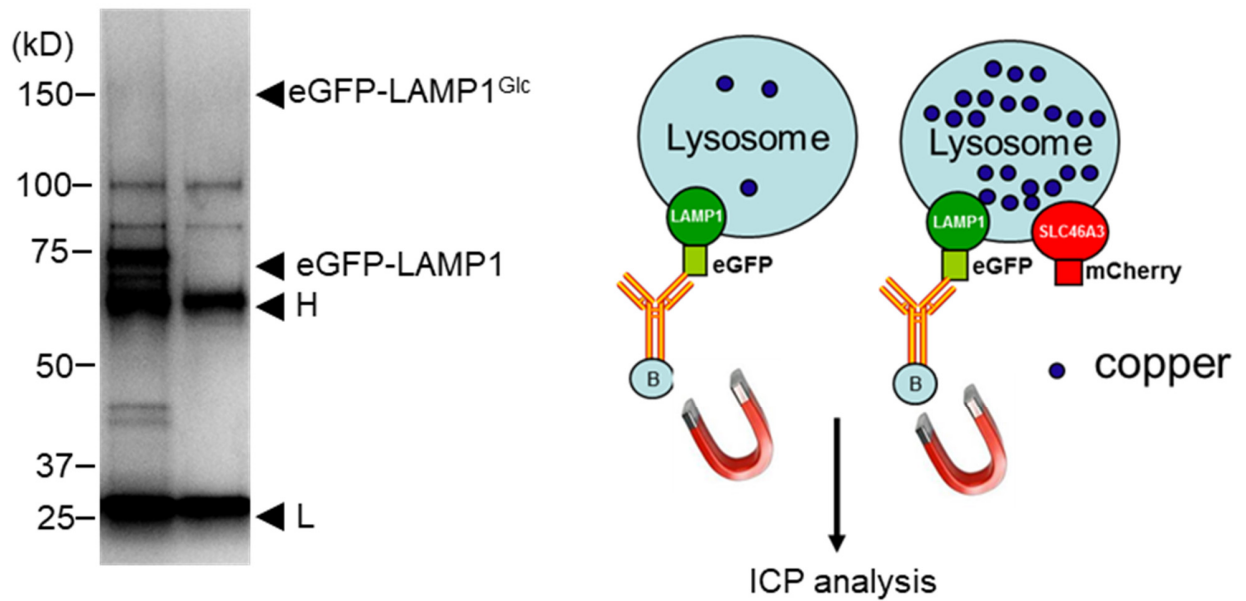 (kD)
150
100
75
50
37
25
eGFP-LAMP1Glc
eGFP-LAMP1
H
L
Lysosome
LAMP1
eGFP
B
Lysosome
LAMP1
eGFP
SLC46A3
mCherry
B
copper
ICP analysis